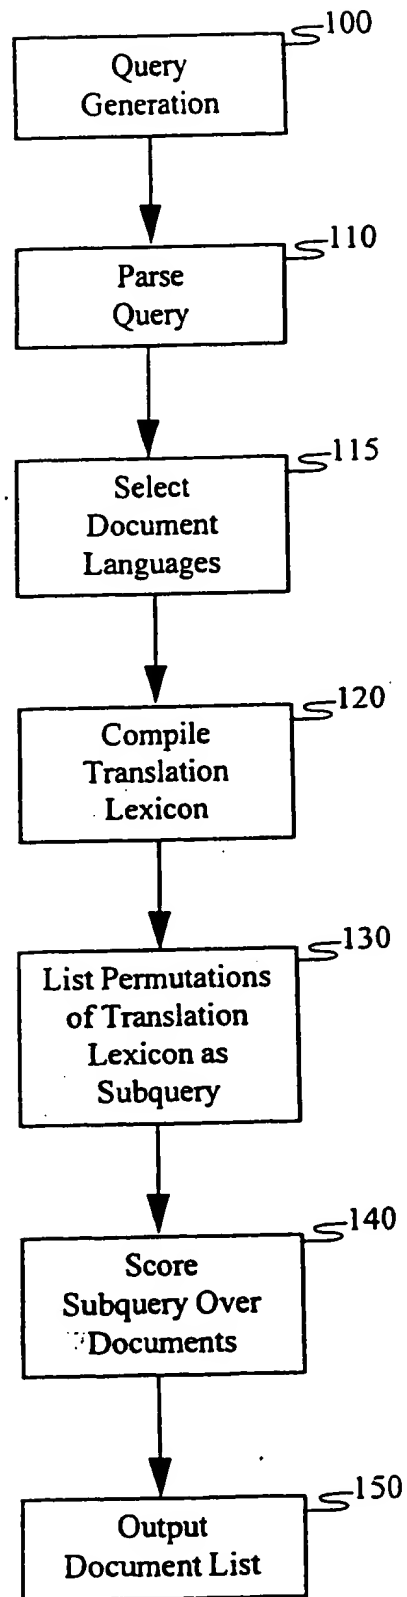 100
Query
Generation
110
Parse
Query
115
Select
Document
Languages
120
Compile
Translation
Lexicon
130
List Permutations
of Translation
Lexicon as
Subquery
140
Score
Subquery Over
Documents
150
Output
Document List